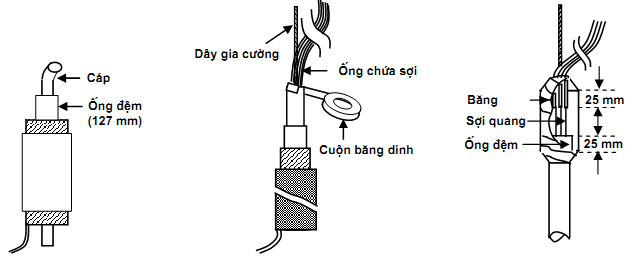 Cáp
Ống đệm
(127 mm)
Dây gia cường
Ống chứa sợi
Cuộn băng dính
Băng
25 mm
Sợi quang
Ống đệm
25 mm